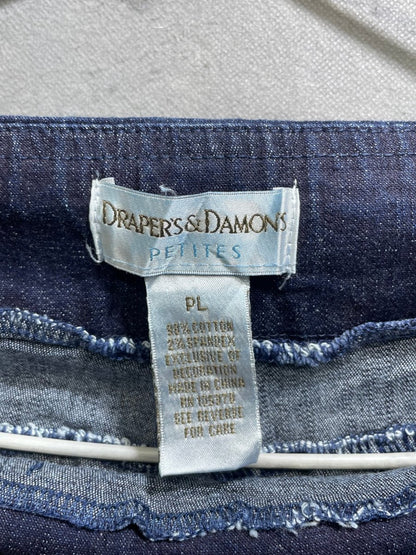 DRAPER'S & DAMON'S
PETITES
PL
98% COTTON
2% SPANDEX
EXCLUSIVE OF
DECORATION
MADE IN CHINA
SEE REVERSE
FOR CARE